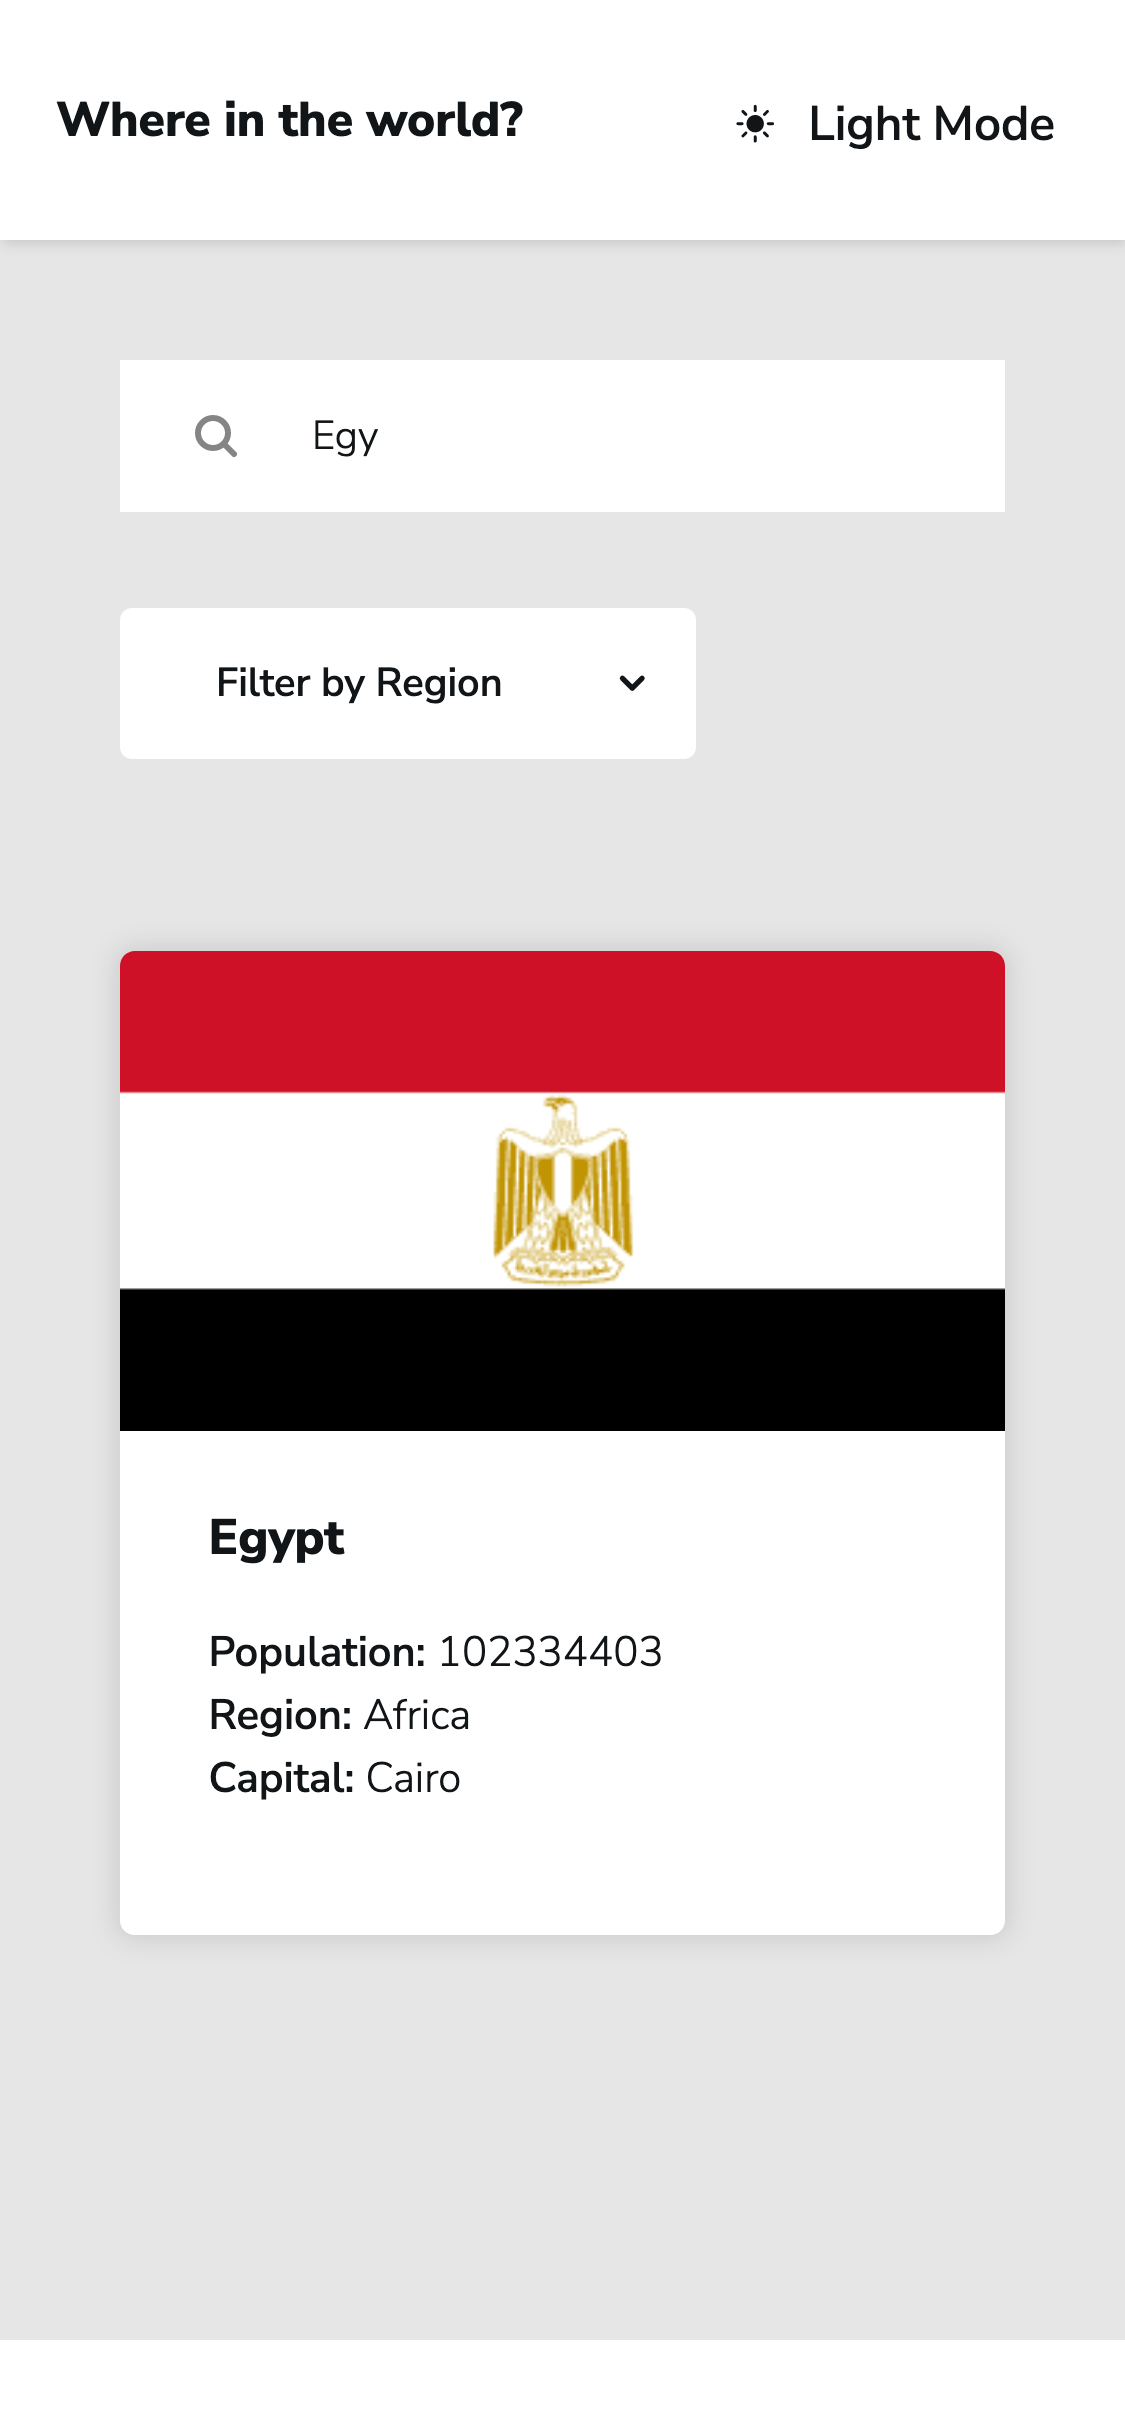 Where in the world?
Light Mode
Egy
Filter by Region
Egypt
Population: 102334403
Region: Africa
Capital: Cairo